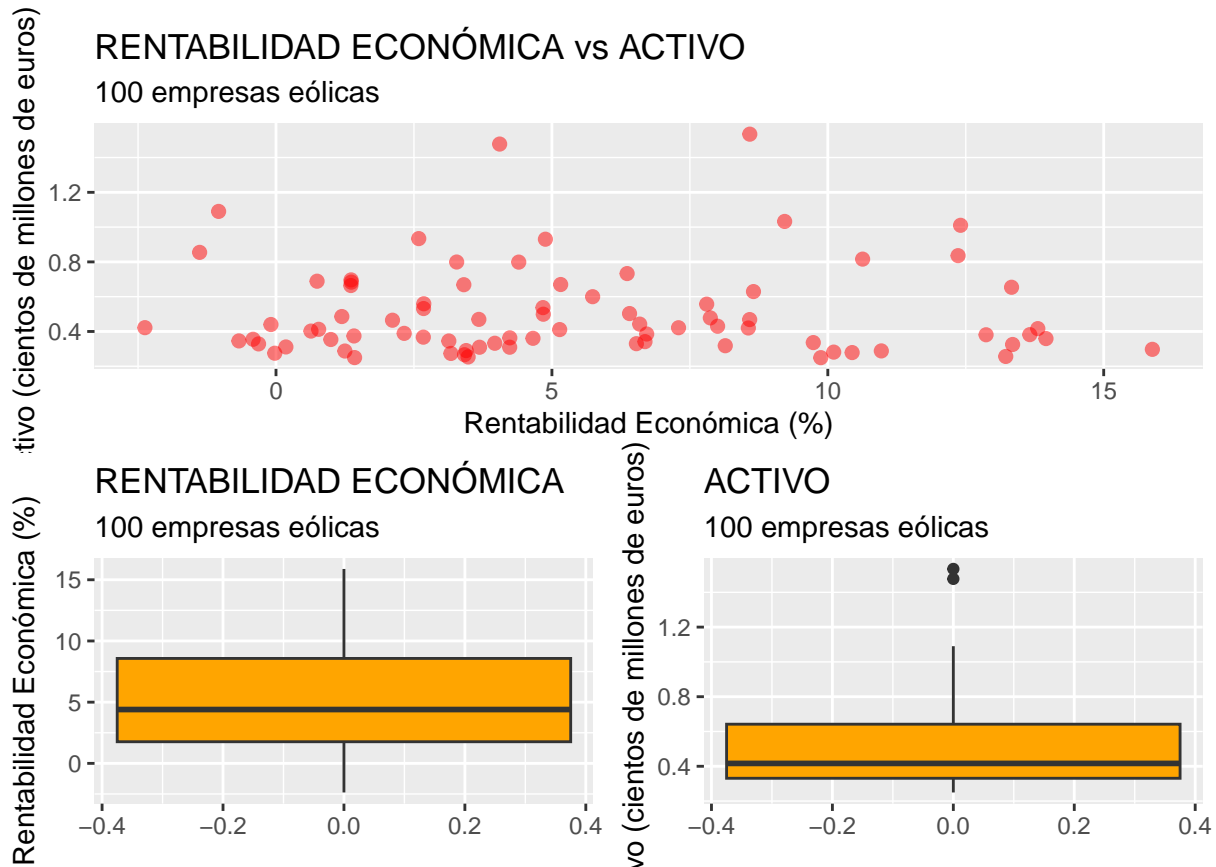 RENTABILIDAD ECONÓMICA vs ACTIVO
100 empresas eólicas
tivo (cientos de millones de euros)
1.2
0.8
0.4
0
5
10
15
Rentabilidad Económica (%)
RENTABILIDAD ECONÓMICA
100 empresas eólicas
Rentabilidad Económica (%)
15
10
5
0
−0.4
−0.2
0.0
0.2
0.4
ACTIVO
100 empresas eólicas
vo (cientos de millones de euros)
1.2
0.8
0.4
−0.4
−0.2
0.0
0.2
0.4